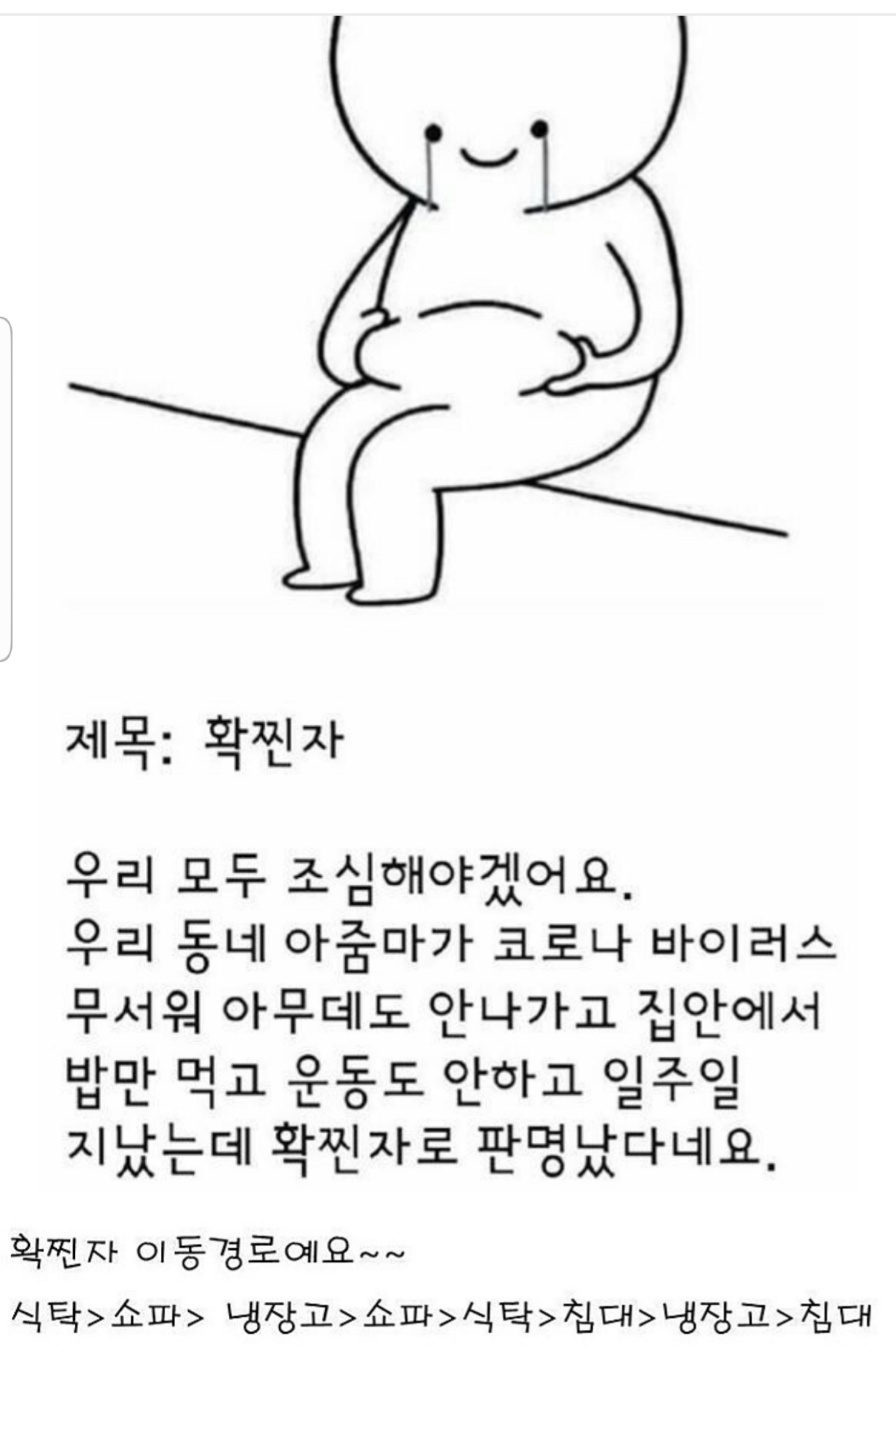 제목: 확찐자
우리 모두 조심해야겠어요.
우리 동네 아줌마가 코로나 바이러스
무서워 아무데도 안나가고 집안에서
밥만 먹고 운동도 안하고 일주일
지났는데 확찐자로 판명났다네요.
확찐자 이동경로예요~~
식탁>쇼파> 냉장고>쇼파>식탁>침대>냉장고>침대